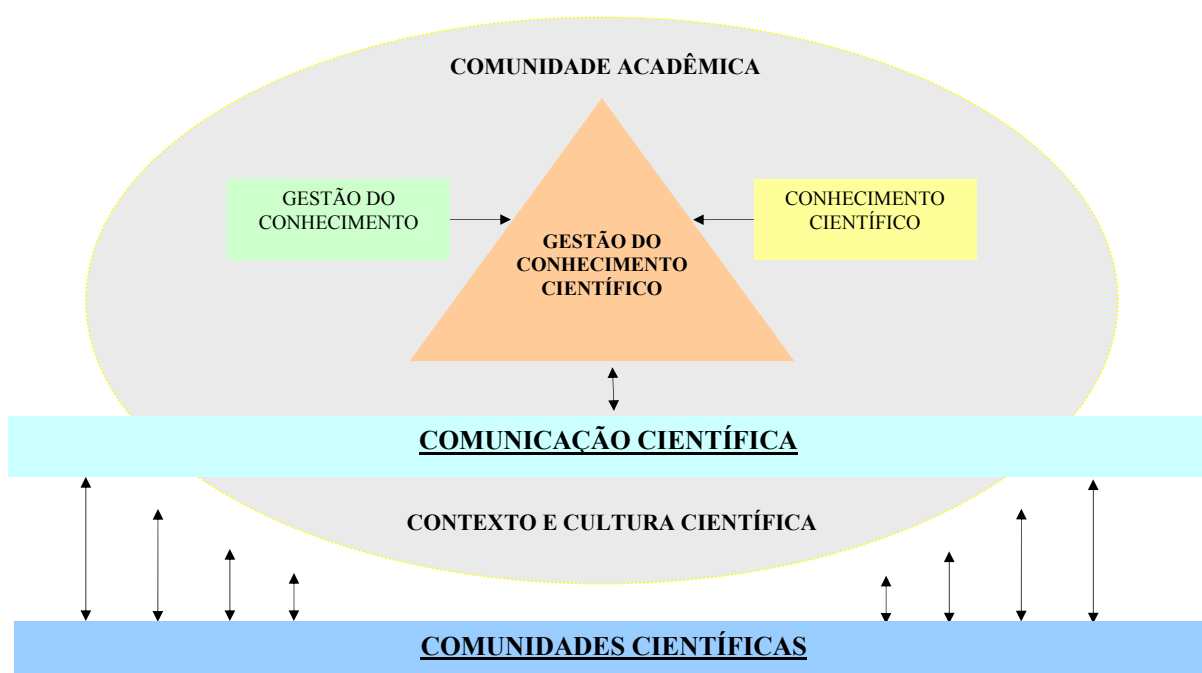 COMUNIDADE ACADÊMICA
GESTÃO DO
CONHECIMENTO
CONHECIMENTO
CIENTÍFICO
GESTÃO DO
CONHECIMENTO
CIENTÍFICO
COMUNICAÇÃO CIENTÍFICA
CONTEXTO E CULTURA CIENTÍFICA
COMUNIDADES CIENTÍFICAS